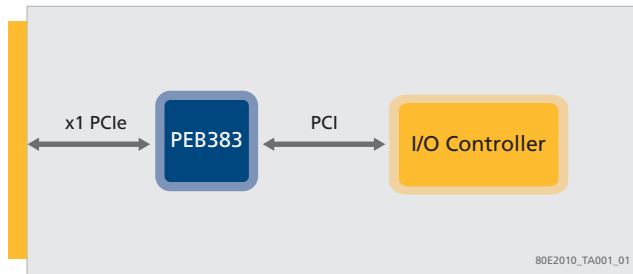 x1 PCIe
PEB383
PCI
I/O Controller
80E2010_TA001_01